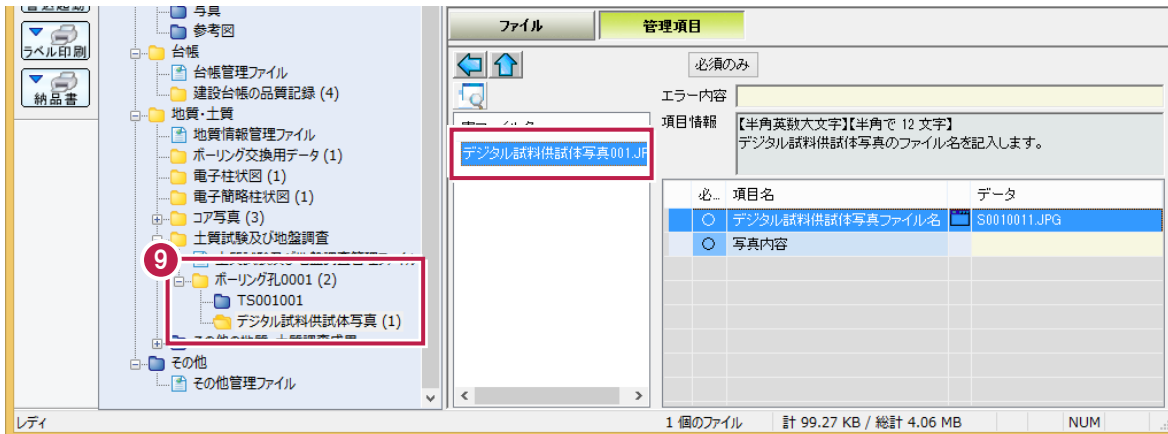 ラベル印刷
納品書
写真
参考図
台帳
台帳管理ファイル
建設台帳の品質記録 (4)
地質・土質
地質情報管理ファイル
ボーリング交換用データ (1)
電子柱状図 (1)
電子簡略柱状図 (1)
コア写真 (3)
土質試験及び地盤調査
9
ボーリング孔0001 (2)
TS001001
デジタル試料供試体写真 (1)
その他
その他管理ファイル
ファイル
管理項目
必須のみ
エラー内容
項目情報
【半角英数大文字】【半角で 12 文字】
デジタル試料供試体写真のファイル名を記入します。
デジタル試料供試体写真001.JP
必... 項目名 データ
○ デジタル試料供試体写真ファイル名 S0010011.JPG
○ 写真内容
レディ
1 個のファイル 計 99.27 KB / 総計 4.06 MB NUM